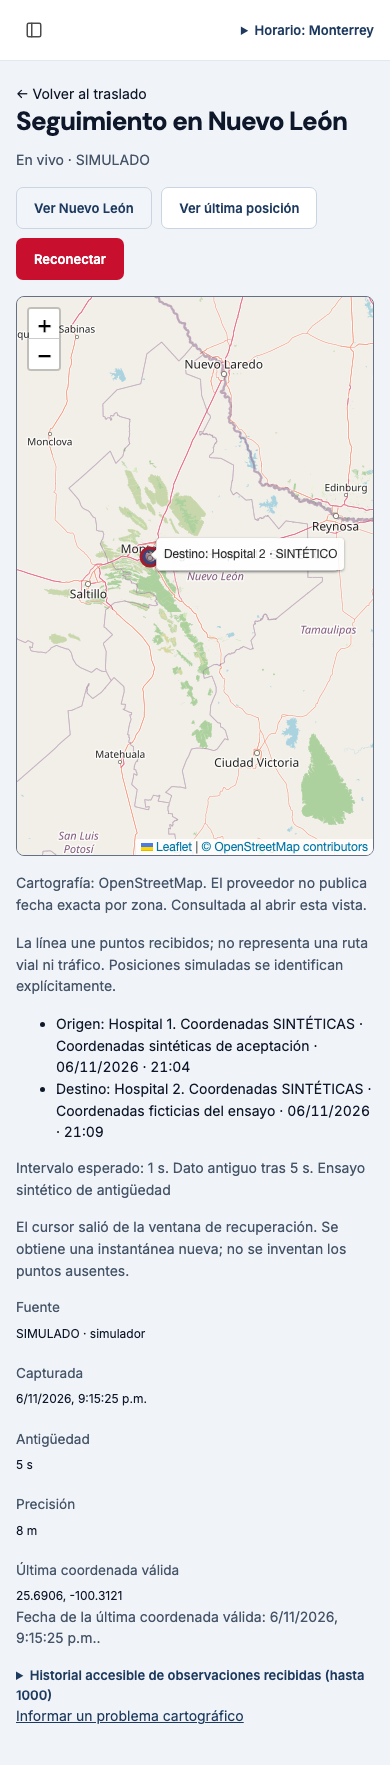 ▶ Horario: Monterrey
← Volver al traslado
Seguimiento en Nuevo León
En vivo · SIMULADO
Ver Nuevo León
Ver última posición
Reconectar
+
−
Sabinas
Nuevo Laredo
Monclova
Edinburg
Reynosa
Destino: Hospital 2 · SINTÉTICO
Nuevo León
Saltillo
Tamaulipas
Matehuala
Ciudad Victoria
San Luis
Potosí
Leaflet | © OpenStreetMap contributors
Cartografía: OpenStreetMap. El proveedor no publica
fecha exacta por zona. Consultada al abrir esta vista.
La línea une puntos recibidos; no representa una ruta
vial ni tráfico. Posiciones simuladas se identifican
explícitamente.
• Origen: Hospital 1. Coordenadas SINTÉTICAS ·
Coordenadas sintéticas de aceptación ·
06/11/2026 · 21:04
• Destino: Hospital 2. Coordenadas SINTÉTICAS ·
Coordenadas ficticias del ensayo · 06/11/2026
· 21:09
Intervalo esperado: 1 s. Dato antiguo tras 5 s. Ensayo
sintético de antigüedad
El cursor salió de la ventana de recuperación. Se
obtiene una instantánea nueva; no se inventan los
puntos ausentes.
Fuente
SIMULADO · simulador
Capturada
6/11/2026, 9:15:25 p.m.
Antigüedad
5 s
Precisión
8 m
Última coordenada válida
25.6906, -100.3121
Fecha de la última coordenada válida: 6/11/2026,
9:15:25 p.m..
▶ Historial accesible de observaciones recibidas (hasta
1000)
Informar un problema cartográfico